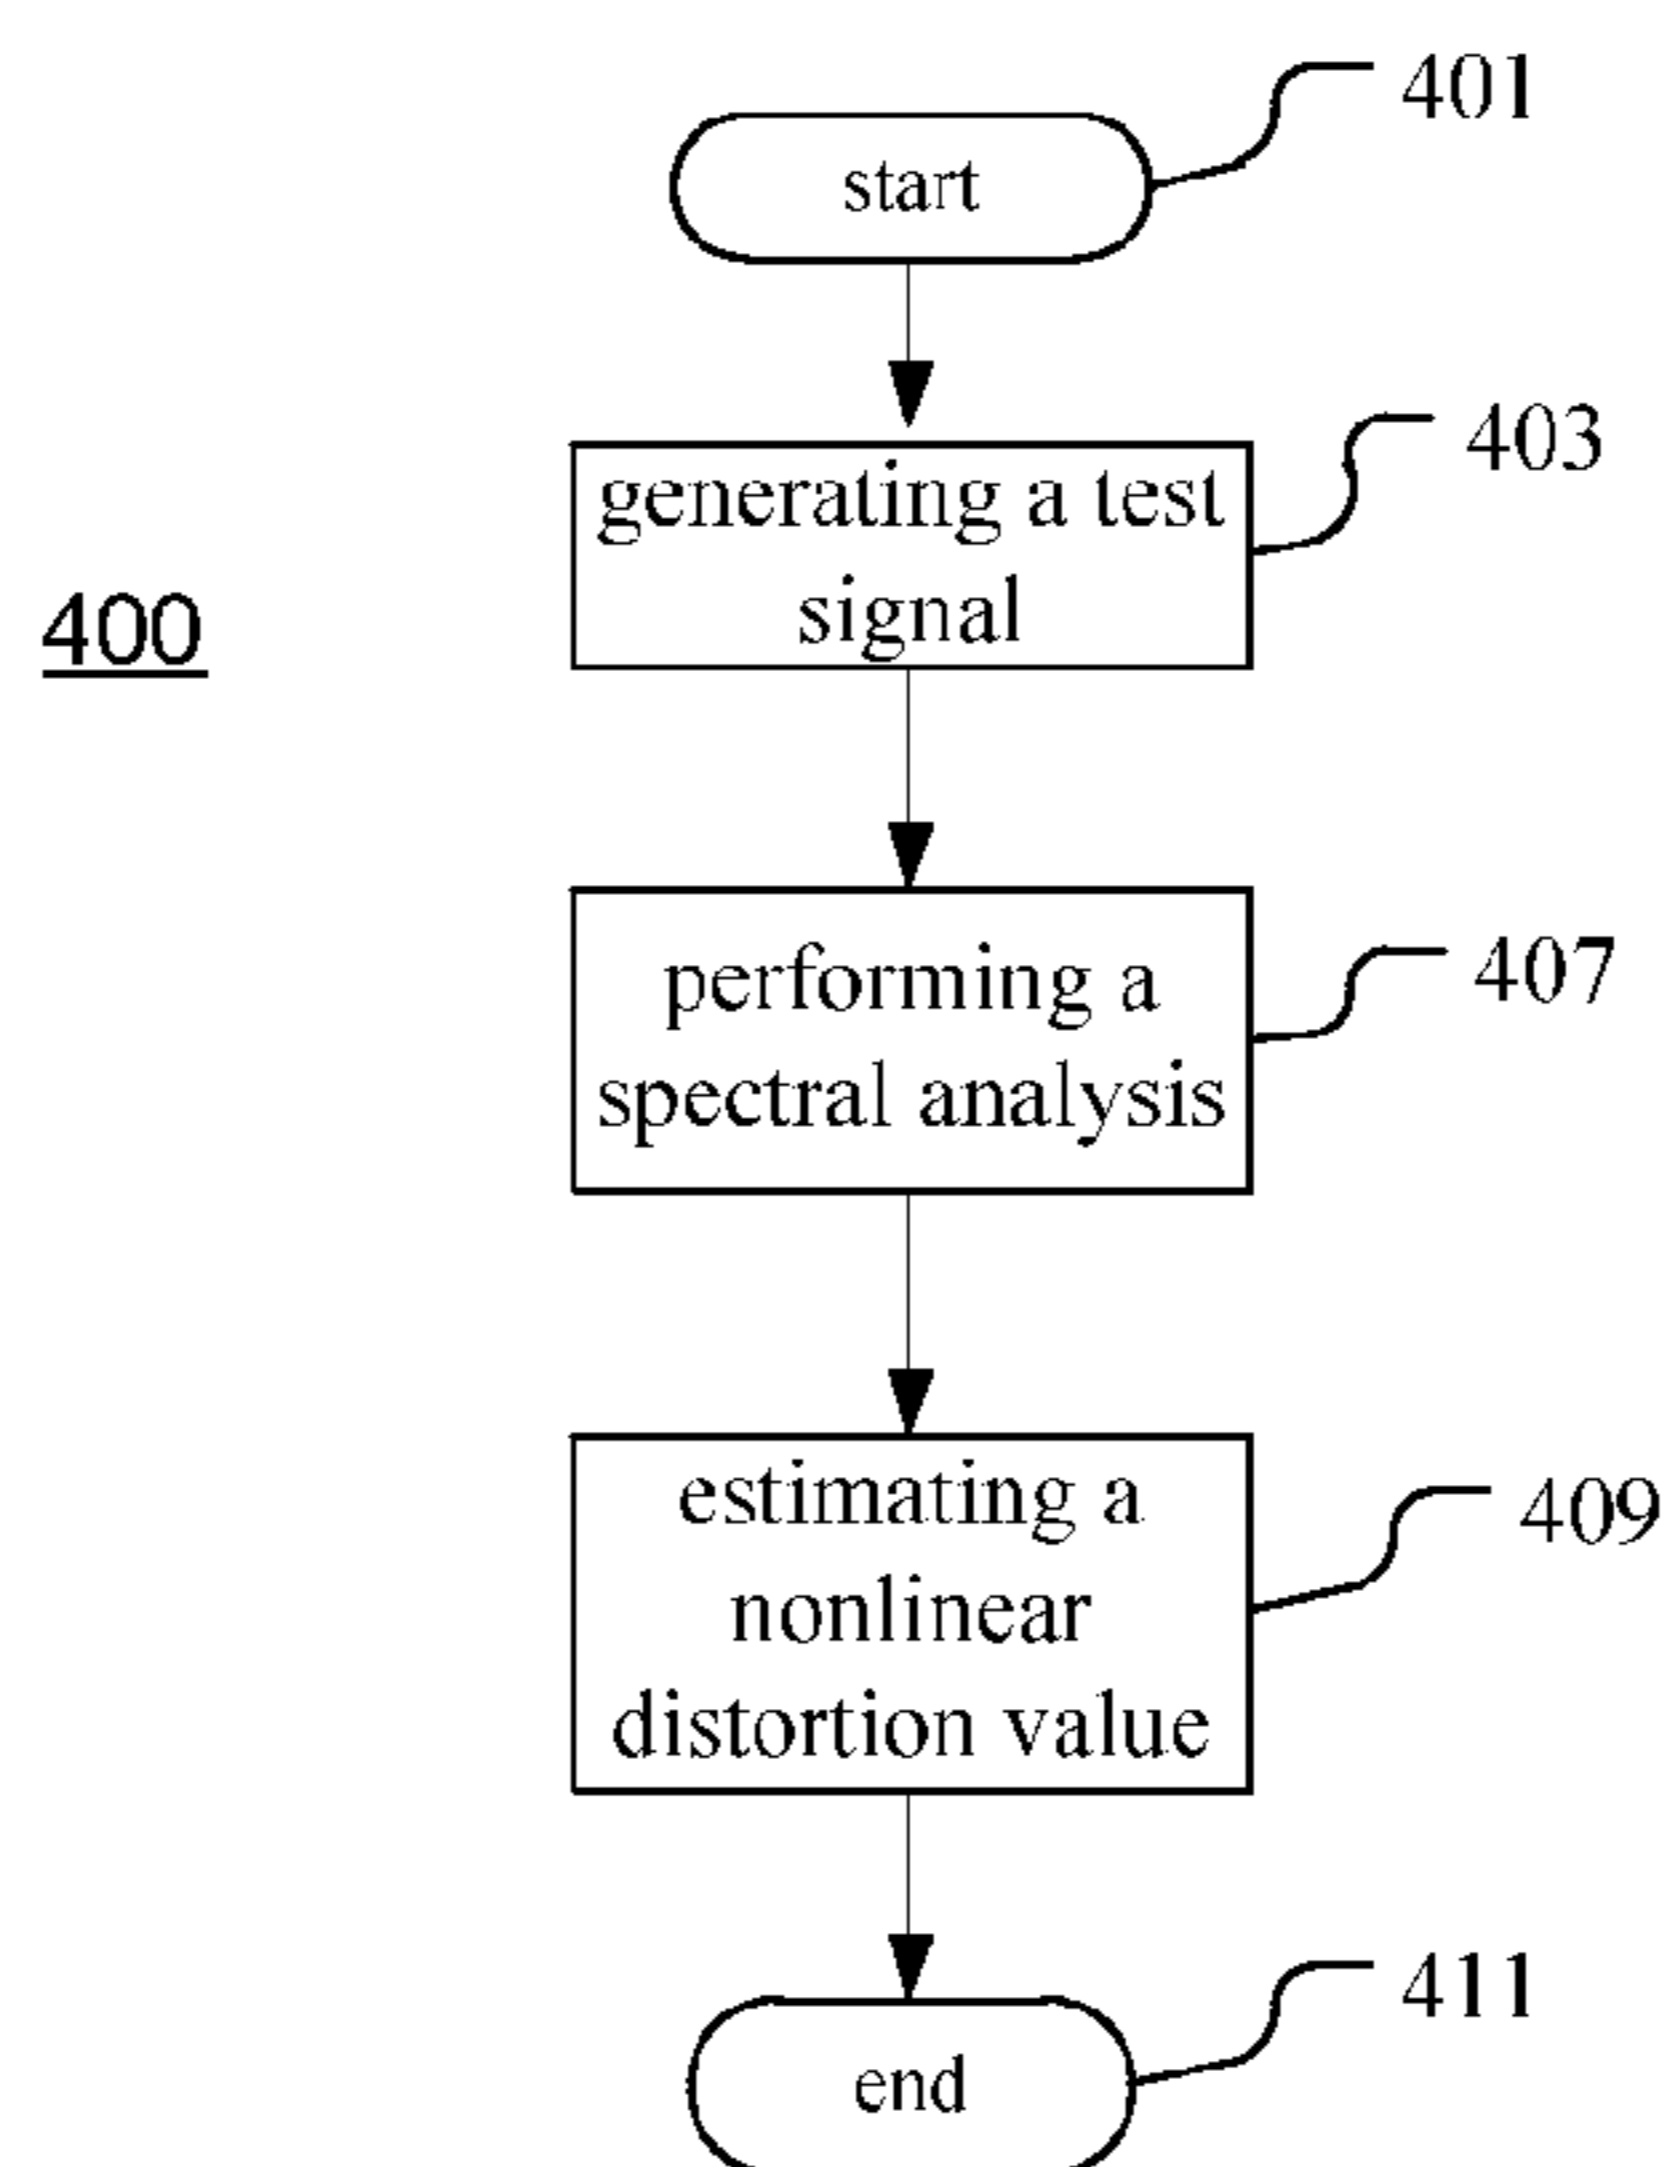 401
start
403
generating a test
signal
400
407
performing a
spectral analysis
409
estimating a
nonlinear
distortion value
411
end